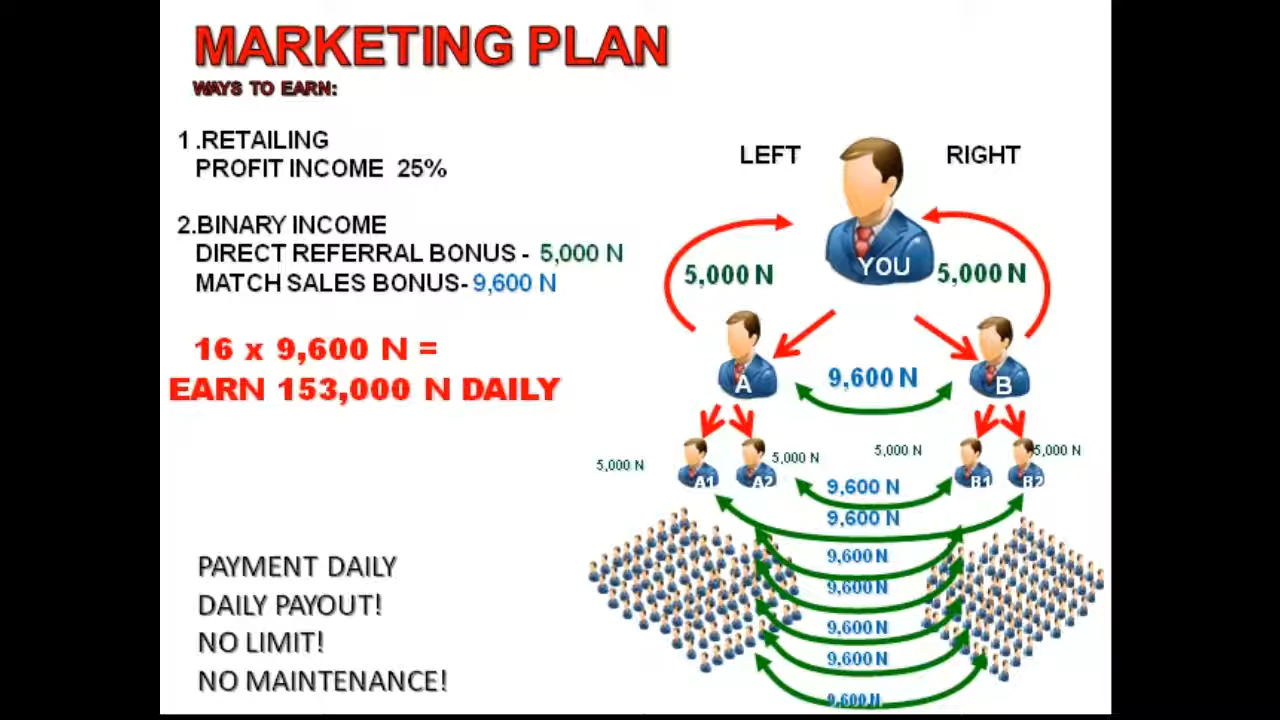 MARKETING PLAN
WAYS TO EARN:
1 .RETAILING
PROFIT INCOME 25%
2.BINARY INCOME
DIRECT REFERRAL BONUS - 5,000 N
MATCH SALES BONUS- 9,600 N
16 x 9,600 N =
EARN 153,000 N DAILY
PAYMENT DAILY
DAILY PAYOUT!
NO LIMIT!
NO MAINTENANCE!
LEFT RIGHT
YOU
5,000 N 5,000 N
A 9,600 N B
5,000 N 5,000 N 5,000 N 5,000 N
A1 A2 B1 B2
9,600 N
9,600 N
9,600 N
9,600 N
9,600 N
9,600 N
9,600 N